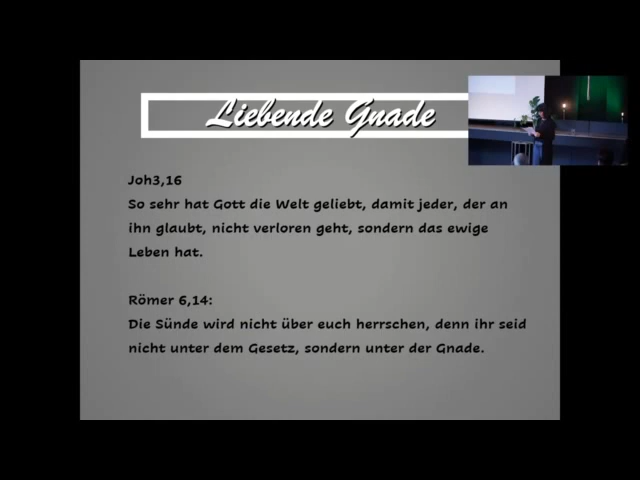 Liebende Gnade
Joh3,16
So sehr hat Gott die Welt geliebt, damit jeder, der an
ihn glaubt, nicht verloren geht, sondern das ewige
Leben hat.
Römer 6,14:
Die Sünde wird nicht über euch herrschen, denn ihr seid
nicht unter dem Gesetz, sondern unter der Gnade.